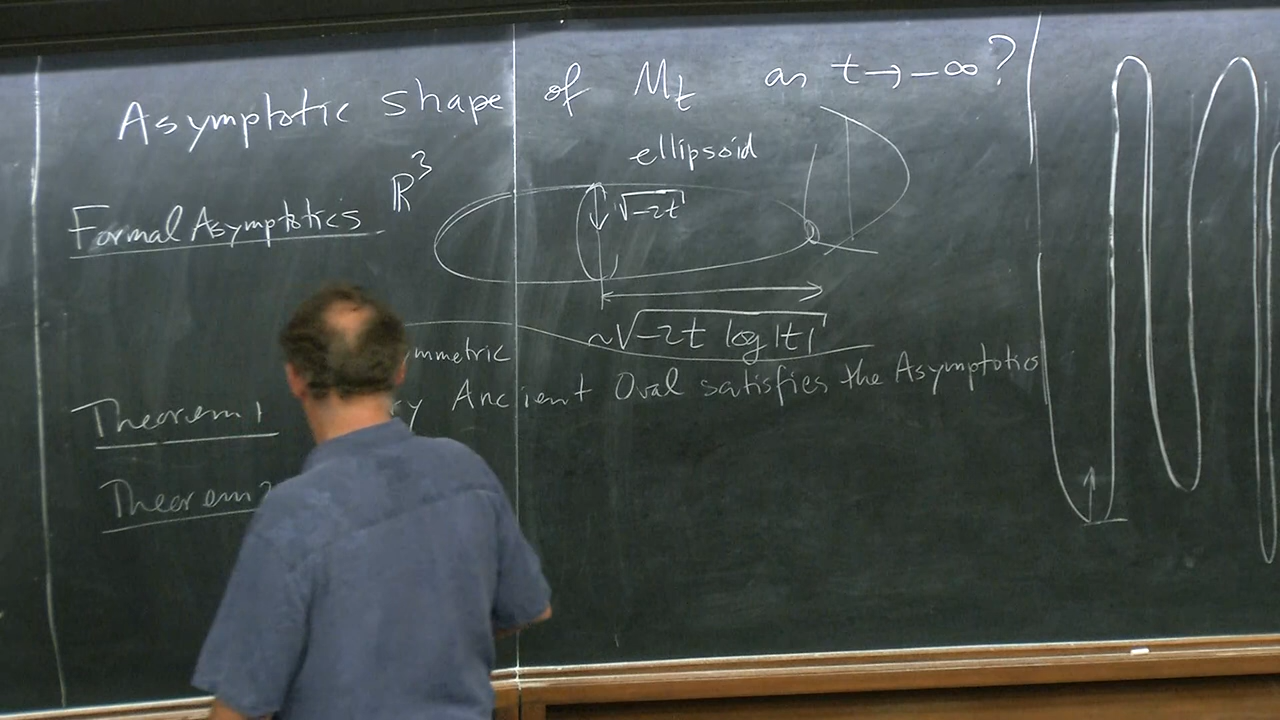 Asymptotic shape of M_t as t → -∞ ?
Formal Asymptotics ℝ³
ellipsoid
√-2t
~√-2t log|t|
mmetric
Theorem 1 ry Ancient Oval satisfies the Asymptotics
Theorem 2